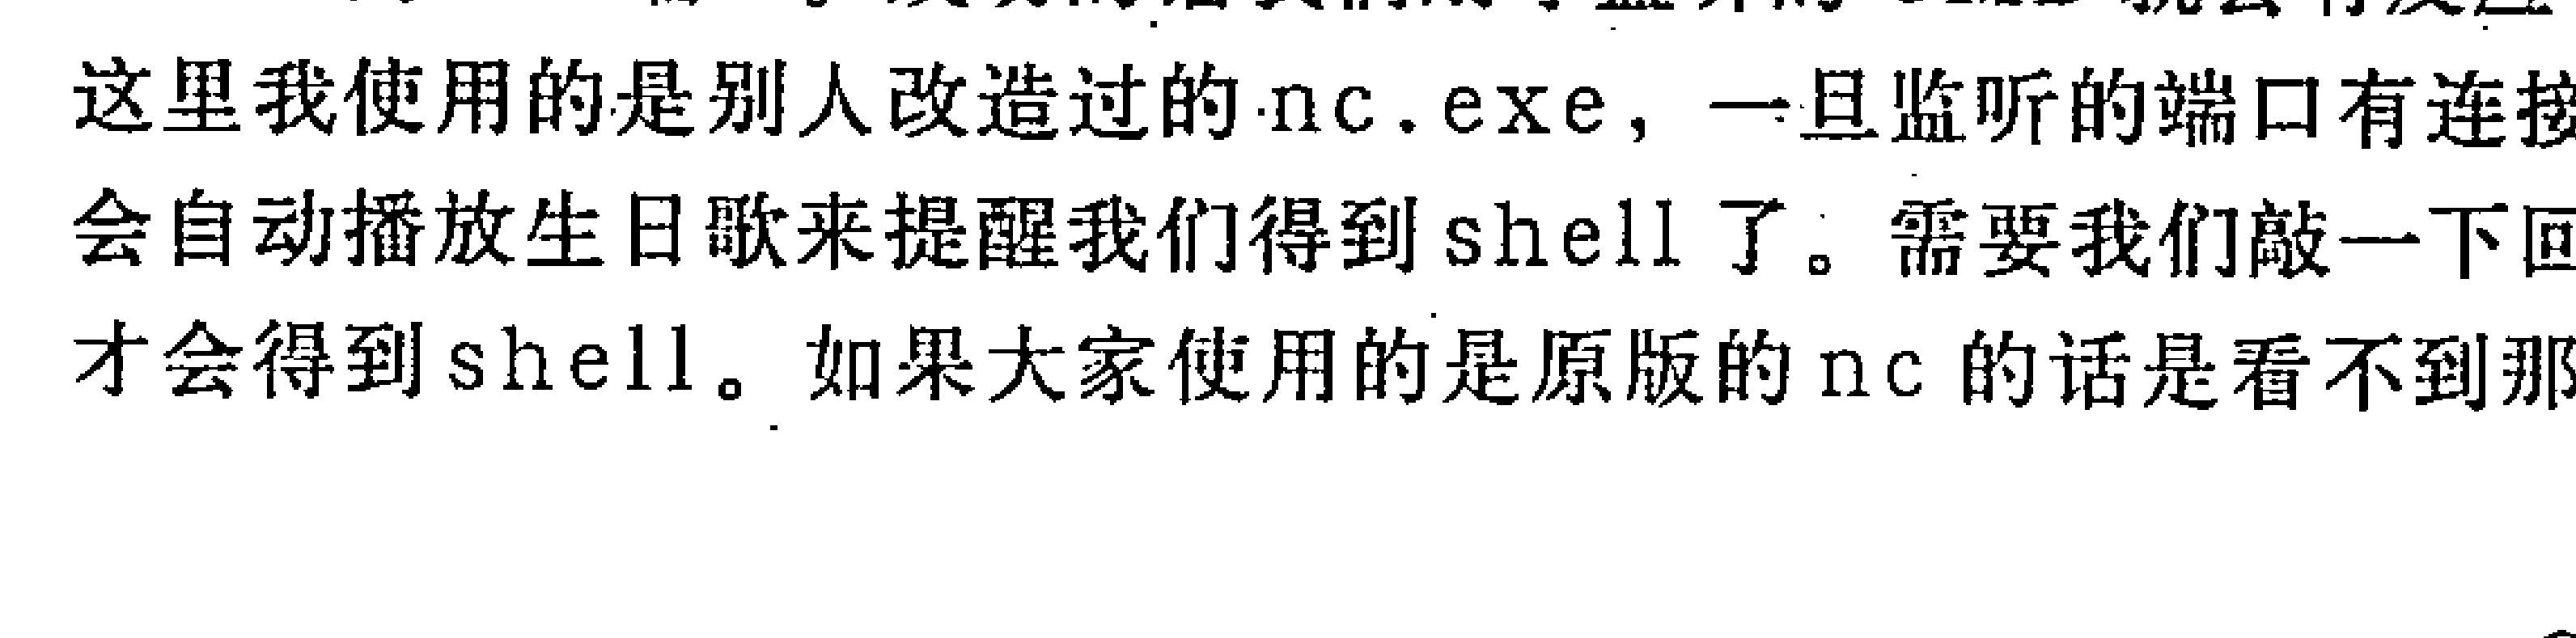 这里我使用的是别人改造过的nc.exe，一旦监听的端口有连接
会自动播放生日歌来提醒我们得到shell了。需要我们敲一下回
才会得到shell。如果大家使用的是原版的nc的话是看不到那